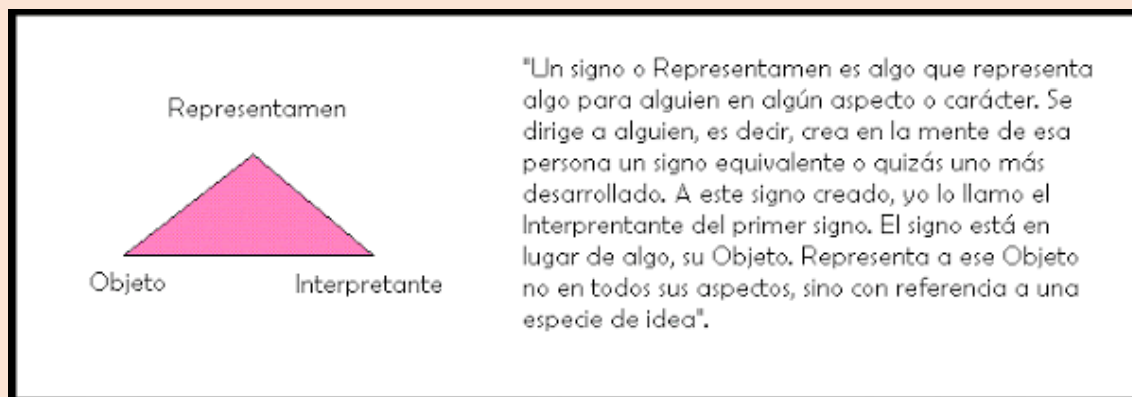 Representamen
Objeto
Interpretante
"Un signo o Representamen es algo que representa
algo para alguien en algún aspecto o carácter. Se
dirige a alguien, es decir, crea en la mente de esa
persona un signo equivalente o quizás uno más
desarrollado. A este signo creado, yo lo llamo el
Interprentante del primer signo. El signo está en
lugar de algo, su Objeto. Representa a ese Objeto
no en todos sus aspectos, sino con referencia a una
especie de idea".